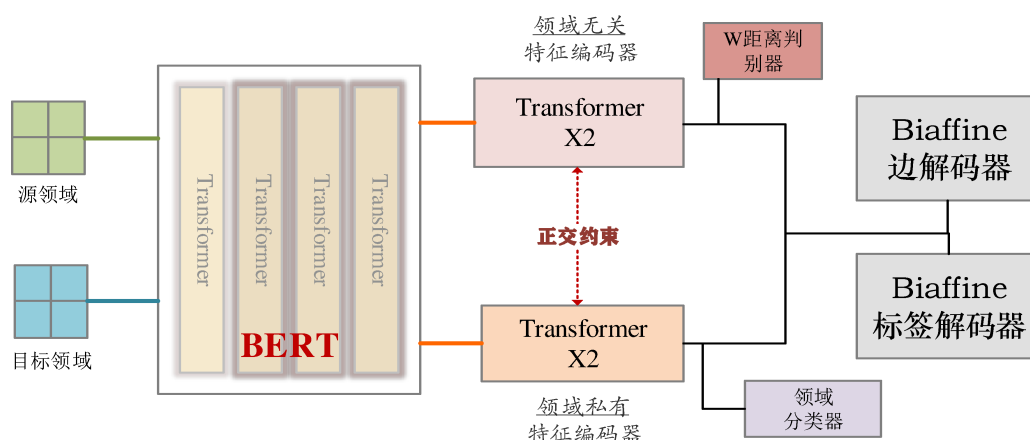 源领域
目标领域
Transformer
Transformer
Transformer
Transformer
BERT
领域无关
特征编码器
Transformer
X2
正交约束
Transformer
X2
领域私有
特征编码器
W距离判
别器
领域
分类器
Biaffine
边解码器
Biaffine
标签解码器